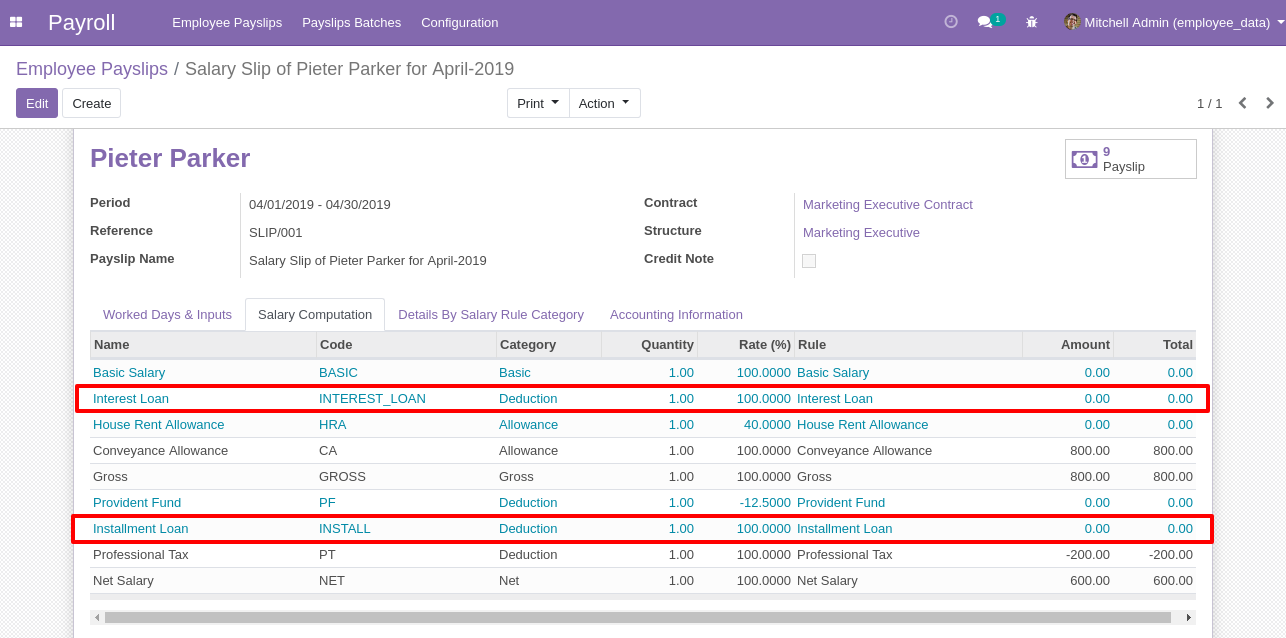 Payroll Employee Payslips Payslips Batches Configuration 1 Mitchell Admin (employee_data)
Employee Payslips / Salary Slip of Pieter Parker for April-2019
Edit Create Print Action 1 / 1
Pieter Parker
9
Payslip
Period 04/01/2019 - 04/30/2019 Contract Marketing Executive Contract
Reference SLIP/001 Structure Marketing Executive
Payslip Name Salary Slip of Pieter Parker for April-2019 Credit Note
Worked Days & Inputs Salary Computation Details By Salary Rule Category Accounting Information
Name Code Category Quantity Rate (%) Rule Amount Total
Basic Salary BASIC Basic 1.00 100.0000 Basic Salary 0.00 0.00
Interest Loan INTEREST_LOAN Deduction 1.00 100.0000 Interest Loan 0.00 0.00
House Rent Allowance HRA Allowance 1.00 40.0000 House Rent Allowance 0.00 0.00
Conveyance Allowance CA Allowance 1.00 100.0000 Conveyance Allowance 800.00 800.00
Gross GROSS Gross 1.00 100.0000 Gross 800.00 800.00
Provident Fund PF Deduction 1.00 -12.5000 Provident Fund 0.00 0.00
Installment Loan INSTALL Deduction 1.00 100.0000 Installment Loan 0.00 0.00
Professional Tax PT Deduction 1.00 100.0000 Professional Tax -200.00 -200.00
Net Salary NET Net 1.00 100.0000 Net Salary 600.00 600.00